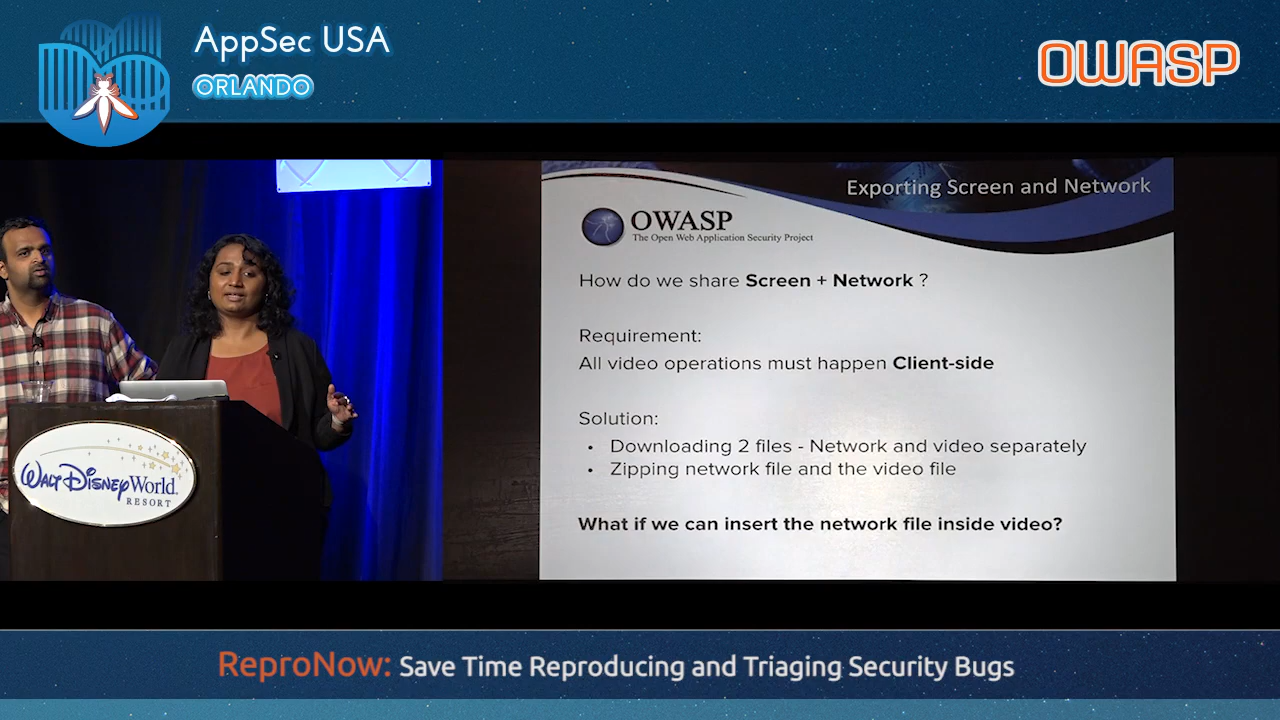 AppSec USA
ORLANDO
OWASP
Exporting Screen and Network
OWASP
The Open Web Application Security Project
How do we share Screen + Network ?
Requirement:
All video operations must happen Client-side
Solution:
• Downloading 2 files - Network and video separately
• Zipping network file and the video file
What if we can insert the network file inside video?
WALT DISNEY World.
RESORT
ReproNow: Save Time Reproducing and Triaging Security Bugs